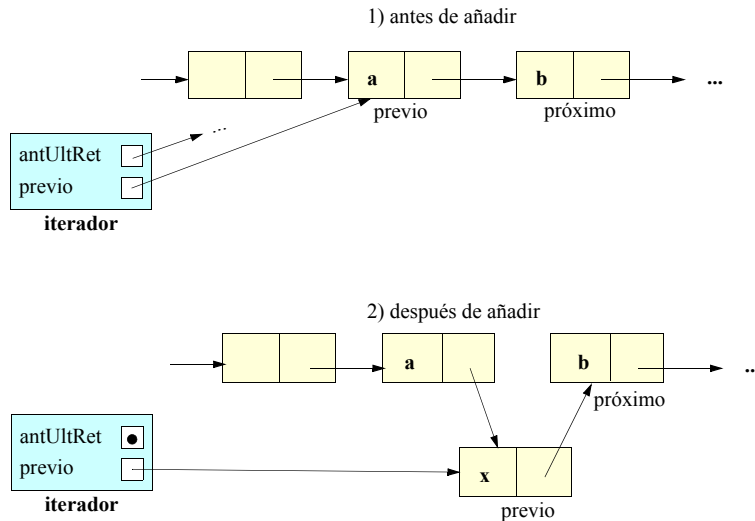 1) antes de añadir
a
b
...
previo
próximo
...
antUltRet
previo
iterador
2) después de añadir
a
b
...
próximo
antUltRet
previo
x
iterador
previo